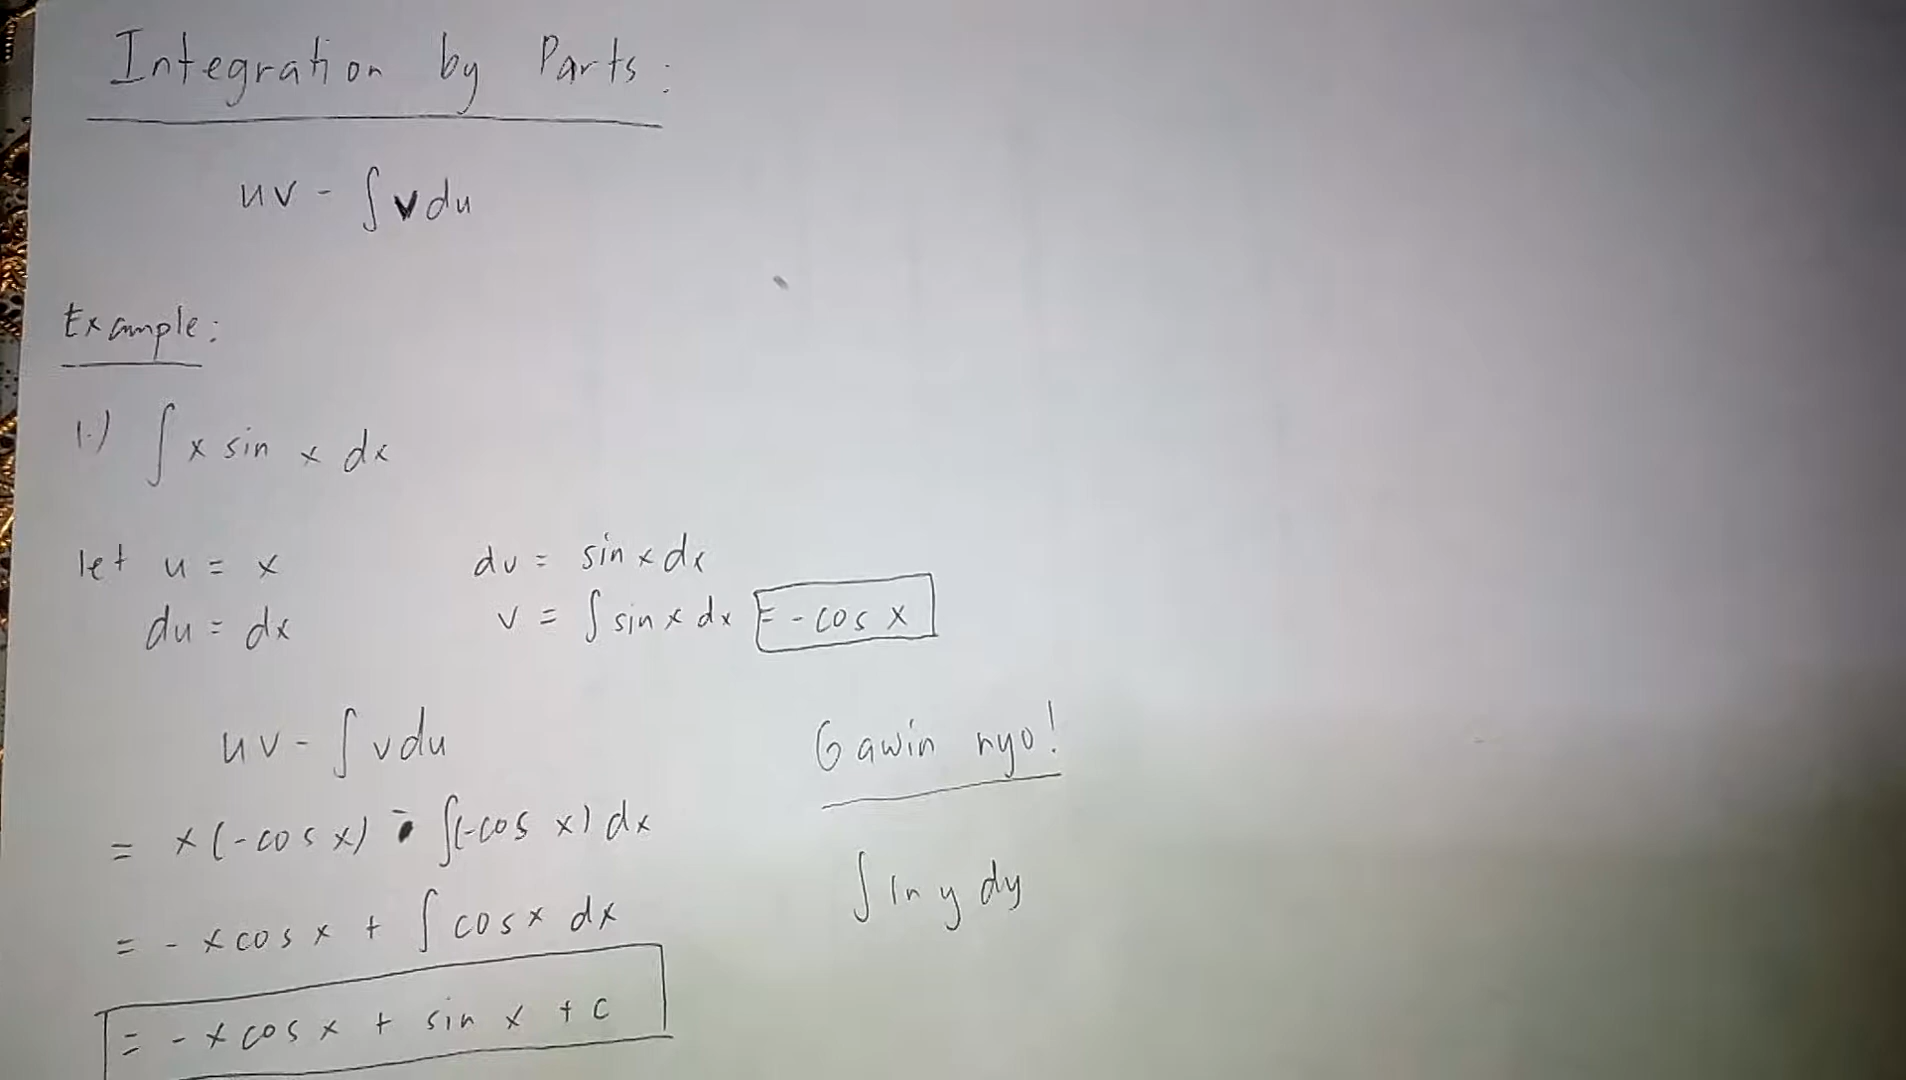 Integration by Parts:
uv - ∫vdu
Example:
1.) ∫ x sin x dx
let u = x
du = dx
dv = sin x dx
v = ∫ sin x dx = - cos x
uv - ∫ vdu
= x(-cos x) - ∫(-cos x) dx
= - x cos x + ∫ cos x dx
= - x cos x + sin x + c
Gawin nyo!
∫ ln y dy